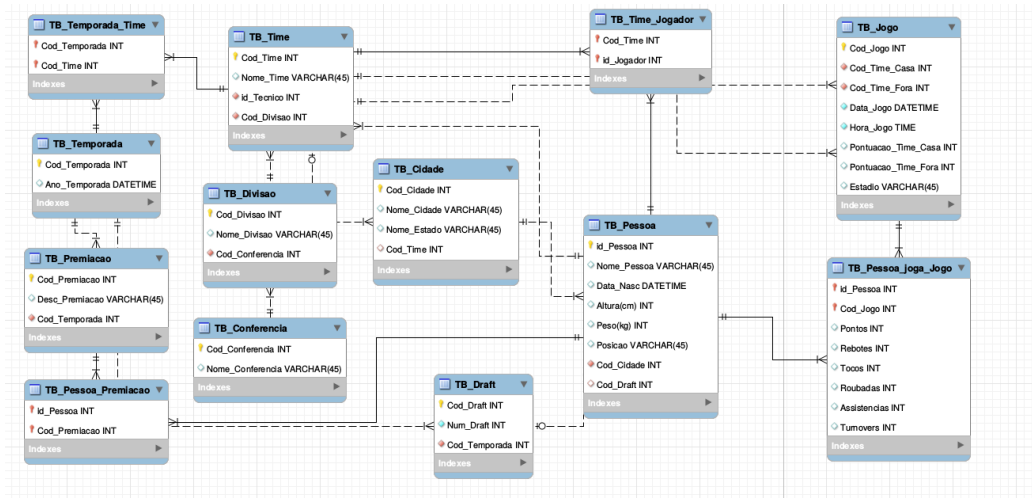 TB_Temporada_Time
Cod_Temporada INT
Cod_Time INT
Indexes
TB_Time
Cod_Time INT
Nome_Time VARCHAR(45)
id_Tecnico INT
Cod_Divisao INT
Indexes
TB_Time_Jogador
Cod_Time INT
id_Jogador INT
Indexes
TB_Jogo
Cod_Jogo INT
Cod_Time_Casa INT
Cod_Time_Fora INT
Data_Jogo DATETIME
Hora_Jogo TIME
Pontuacao_Time_Casa INT
Pontuacao_Time_Fora INT
Estadio VARCHAR(45)
Indexes
TB_Temporada
Cod_Temporada INT
Ano_Temporada DATETIME
Indexes
TB_Divisao
Cod_Divisao INT
Nome_Divisao VARCHAR(45)
Cod_Conferencia INT
Indexes
TB_Cidade
Cod_Cidade INT
Nome_Cidade VARCHAR(45)
Nome_Estado VARCHAR(45)
Cod_Time INT
Indexes
TB_Pessoa
id_Pessoa INT
Nome_Pessoa VARCHAR(45)
Data_Nasc DATETIME
Altura(cm) INT
Peso(kg) INT
Posicao VARCHAR(45)
Cod_Cidade INT
Cod_Draft INT
Indexes
TB_Premiacao
Cod_Premiacao INT
Desc_Premiacao VARCHAR(45)
Cod_Temporada INT
Indexes
TB_Conferencia
Cod_Conferencia INT
Nome_Conferencia VARCHAR(45)
Indexes
TB_Pessoa_joga_Jogo
id_Pessoa INT
Cod_Jogo INT
Pontos INT
Rebotes INT
Tocos INT
Roubadas INT
Assistencias INT
Turnovers INT
Indexes
TB_Pessoa_Premiacao
id_Pessoa INT
Cod_Premiacao INT
Indexes
TB_Draft
Cod_Draft INT
Num_Draft INT
Cod_Temporada INT
Indexes